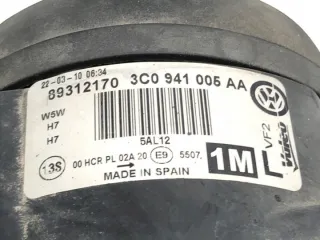 22-03-10 06:34
89312170 3C0 941 005 AA
W5W
H7
H7
5AL12
VF2
Valeo
13S 00 HCR PL 02A 20 E9 5507. 1M L
MADE IN SPAIN